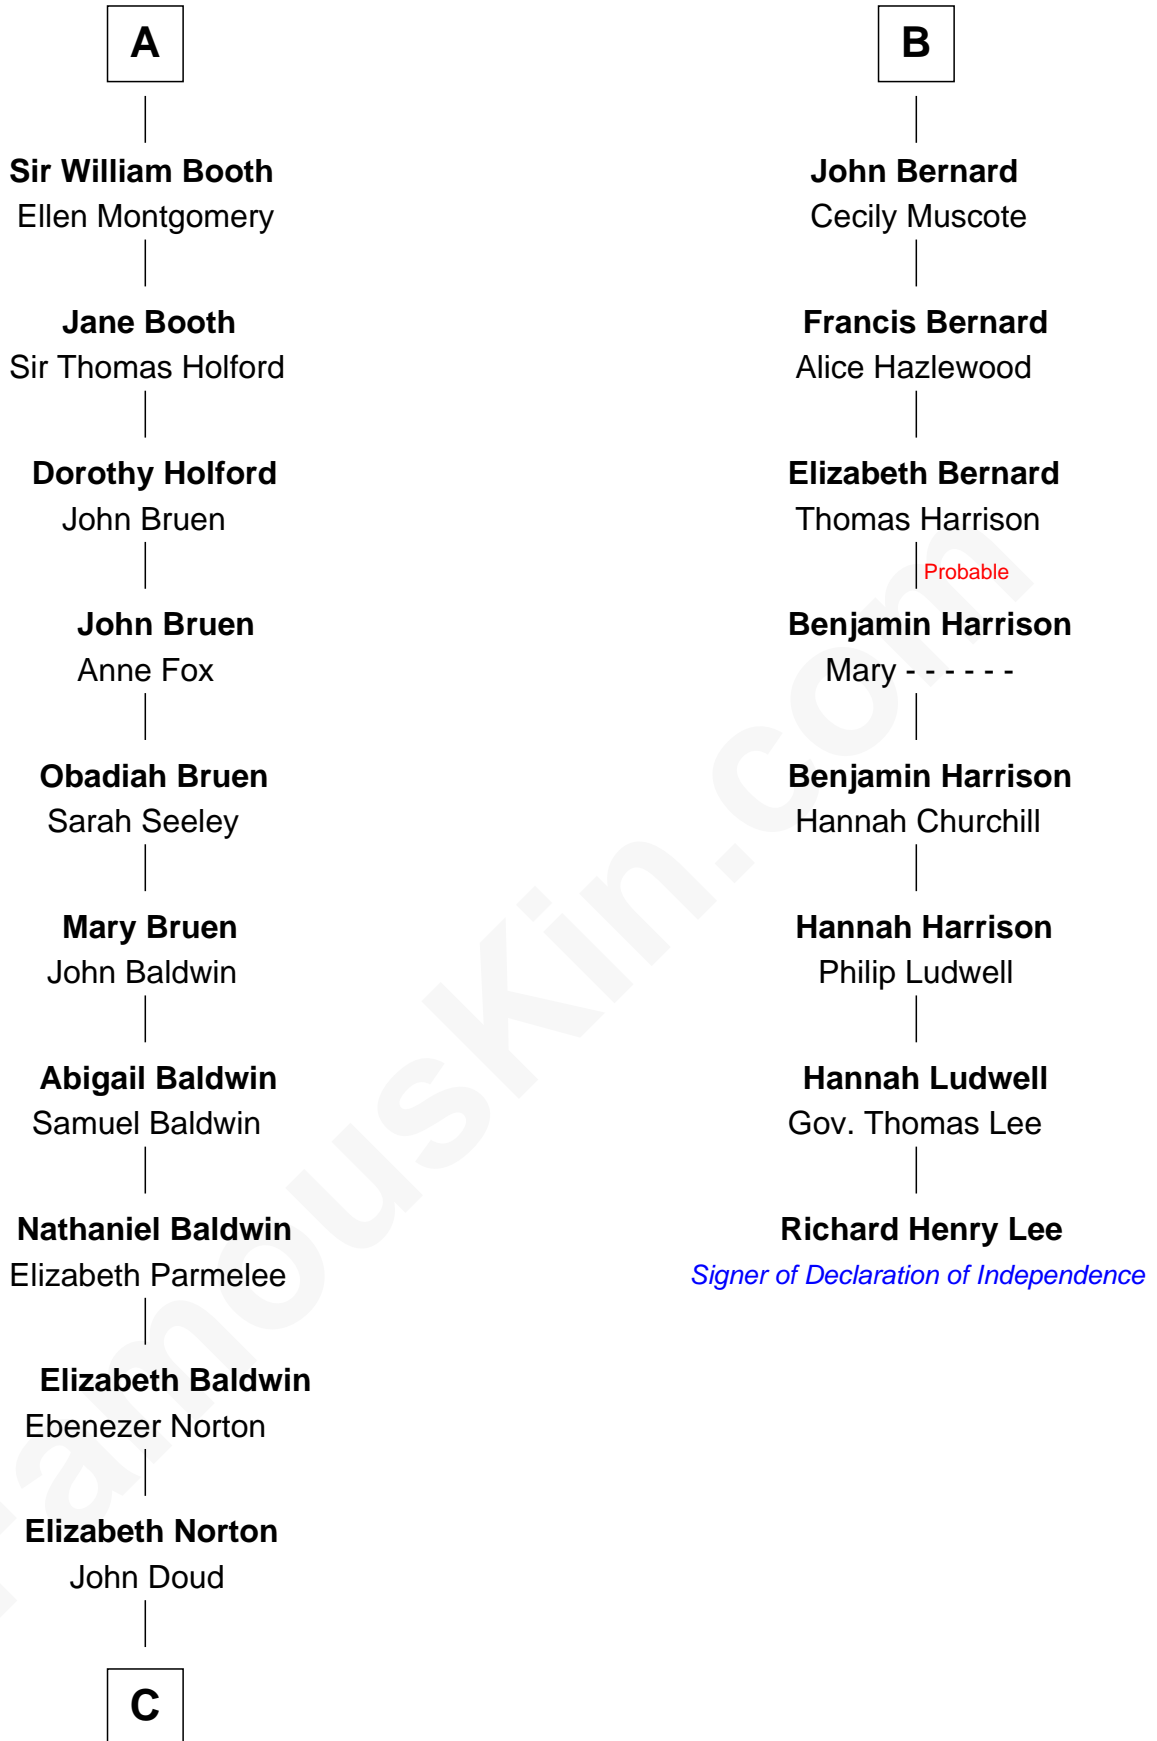 A
Sir William Booth
Ellen Montgomery
Jane Booth
Sir Thomas Holford
Dorothy Holford
John Bruen
John Bruen
Anne Fox
Obadiah Bruen
Sarah Seeley
Mary Bruen
John Baldwin
Abigail Baldwin
Samuel Baldwin
Nathaniel Baldwin
Elizabeth Parmelee
Elizabeth Baldwin
Ebenezer Norton
Elizabeth Norton
John Doud
C
B
John Bernard
Cecily Muscote
Francis Bernard
Alice Hazlewood
Elizabeth Bernard
Thomas Harrison
Probable
Benjamin Harrison
Mary - - - - - -
Benjamin Harrison
Hannah Churchill
Hannah Harrison
Philip Ludwell
Hannah Ludwell
Gov. Thomas Lee
Richard Henry Lee
Signer of Declaration of Independence
FamousKin.com